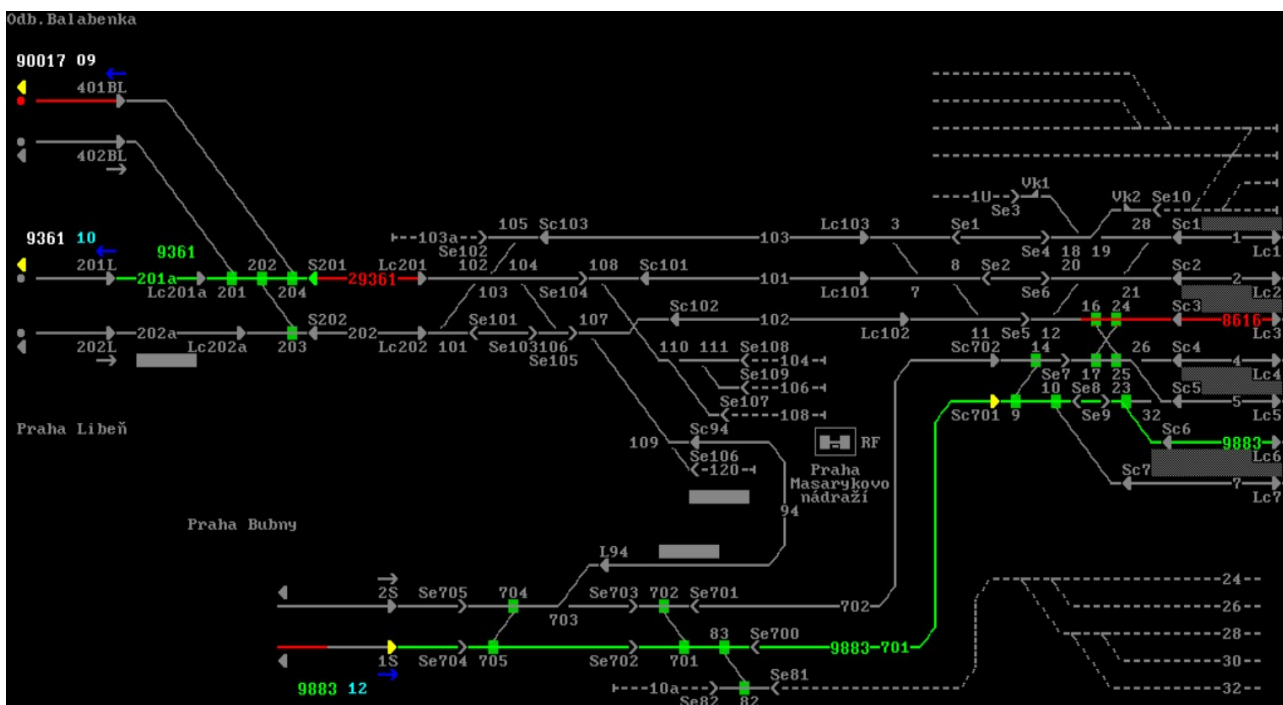 Odb.Balabenka
90017 09
401BL
402BL
1U
Vk1
Se3
Vk2 Se10
9361 10
9361
105 Sc103
Lc103 3 Se1
28 Sc1
103a
Se102
103
Se4 18 19
1
Lc1
201L
202 S201
Lc201 102 104 108 Sc101
8 Se2
20
Sc2
201a
29361
101
2
Lc2
Lc201a 201 204
103 Se104
Lc101 7
Se6
21
S202
Se101
107
Sc102
16 24
Sc3
202a
202
102
8616
Lc3
202L
Lc202a 203
Lc202 101 Se103 106
Se105
Lc102
11 Se5 12
110 111 Se108
Sc702 14
26 Sc4
104
4
Lc4
Se109
Se7 17 25
106
10 Se8 23
Sc5
5
Lc5
Se107
108
Sc701 9
Se9
32
Praha Libeň
109
Sc94
RF
Sc6
9883
Lc6
Se106
120
Praha
Masarykovo
nádraží
Sc7
7
Lc7
94
Praha Bubny
L94
2S Se705 704
Se703 702 Se701
24
703
702
26
83 Se700
28
9883 701
1S Se704 705
Se702 701
30
9883 12
Se81
10a
Se82 82
32